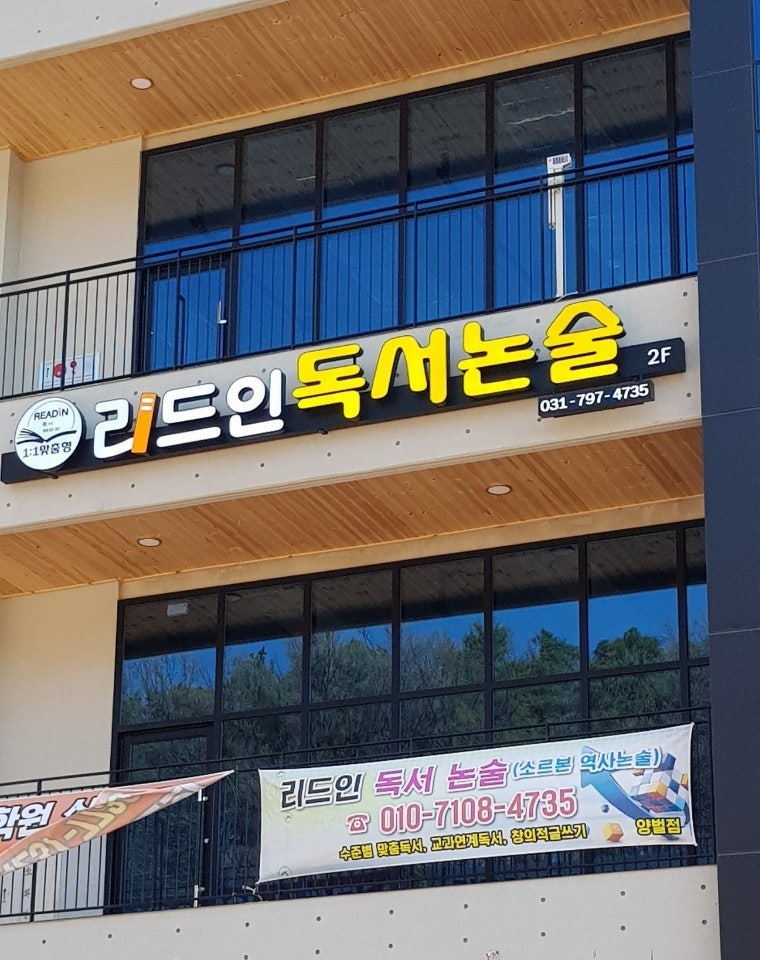 READiN
1:1맞춤형
리드인 독서논술 2F
031-797-4735
리드인 독서 논술 (소르본 역사논술)
☎ 010-7108-4735
수준별 맞춤독서, 교과연계독서, 창의적글쓰기
양벌점
학원